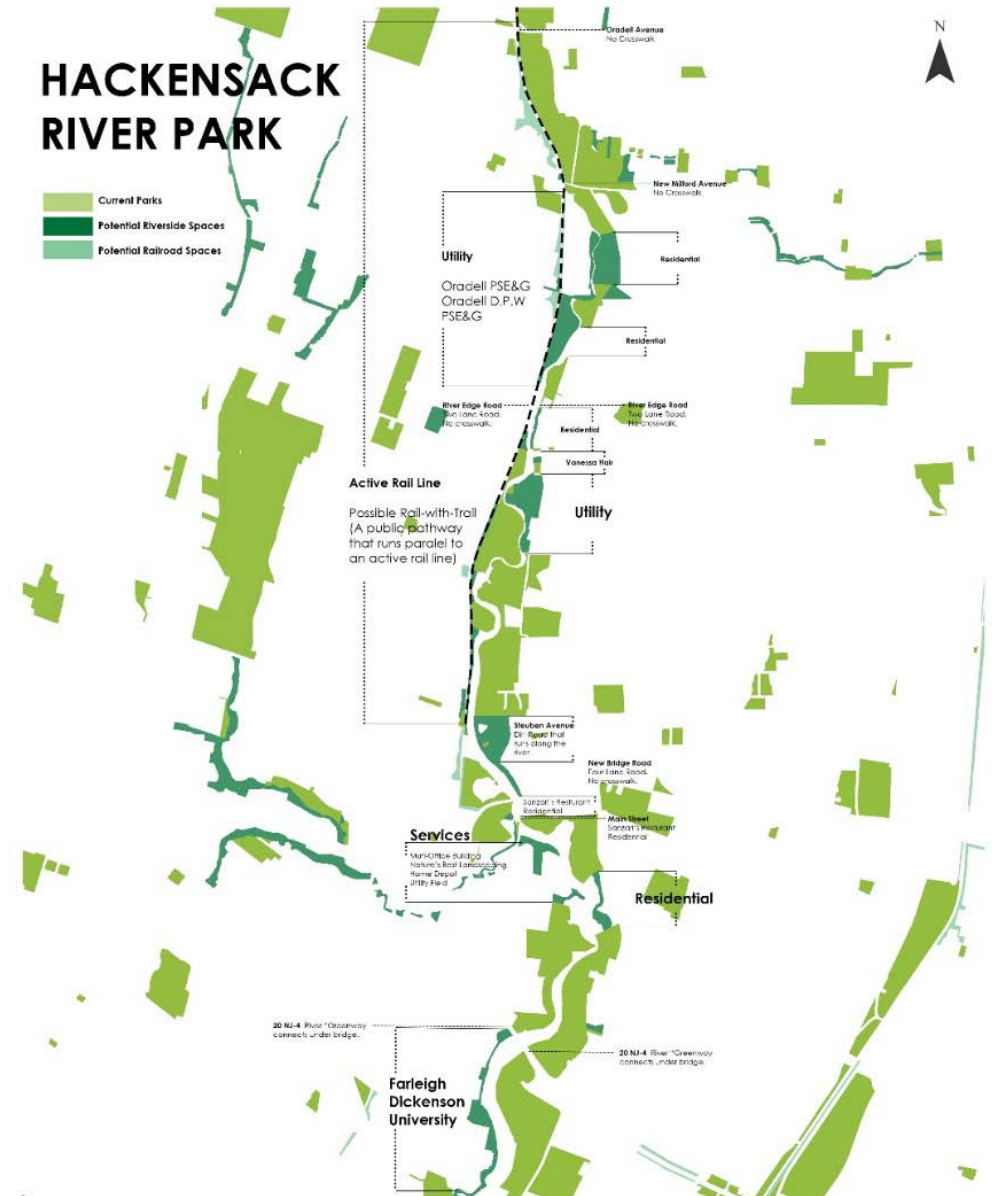 HACKENSACK
RIVER PARK
N
Current Parks
Potential Riverside Spaces
Potential Railroad Spaces
Oradell Avenue
No Crosswalk
New Milford Avenue
No Crosswalk
Utility
Oradell PSE&G
Oradell D.P.W
PSE&G
Residential
Residential
River Edge Road
Two Lane Road.
No crosswalk.
River Edge Road
Two Lane Road.
No crosswalk.
Residential
Vanessa Hair
Active Rail Line
Possible Rail-with-Trail
(A public pathway
that runs paralel to
an active rail line)
Utility
Steuben Avenue
Dirt Road that
runs along the
river
New Bridge Road
Four Lane Road.
No crosswalk.
Sanzari's Resturant
Residential
Main Street
Sanzari's Resturant
Residential
Services
Multi-Office Building
Nature's Best Landscaping
Home Depot
Utility Field
Residential
20 NJ-4 River "Greenway
connects under bridge.
20 NJ-4 River "Greenway
connects under bridge.
Farleigh
Dickenson
University